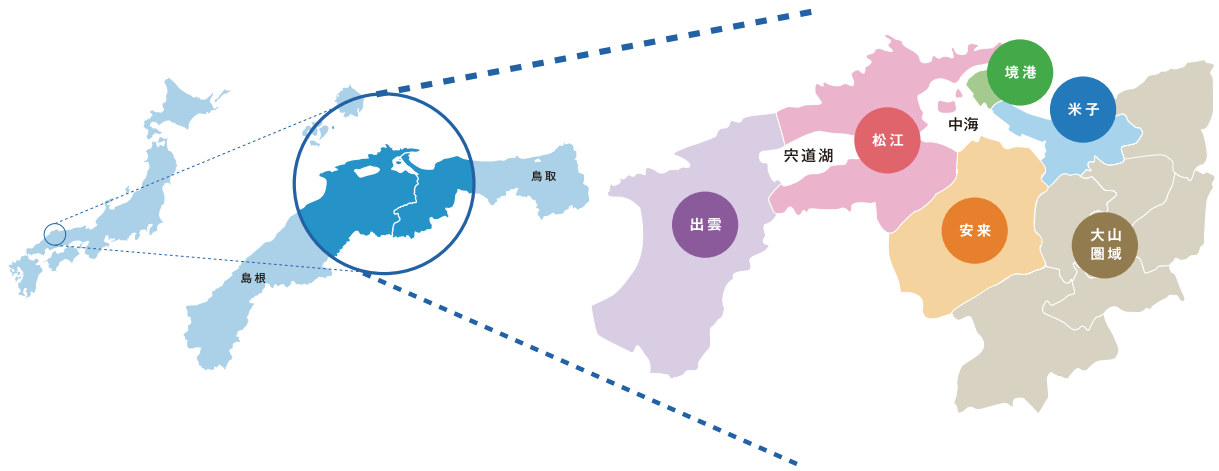 鳥取
島根
境港
米子
中海
松江
宍道湖
出雲
安来
大山
圏域